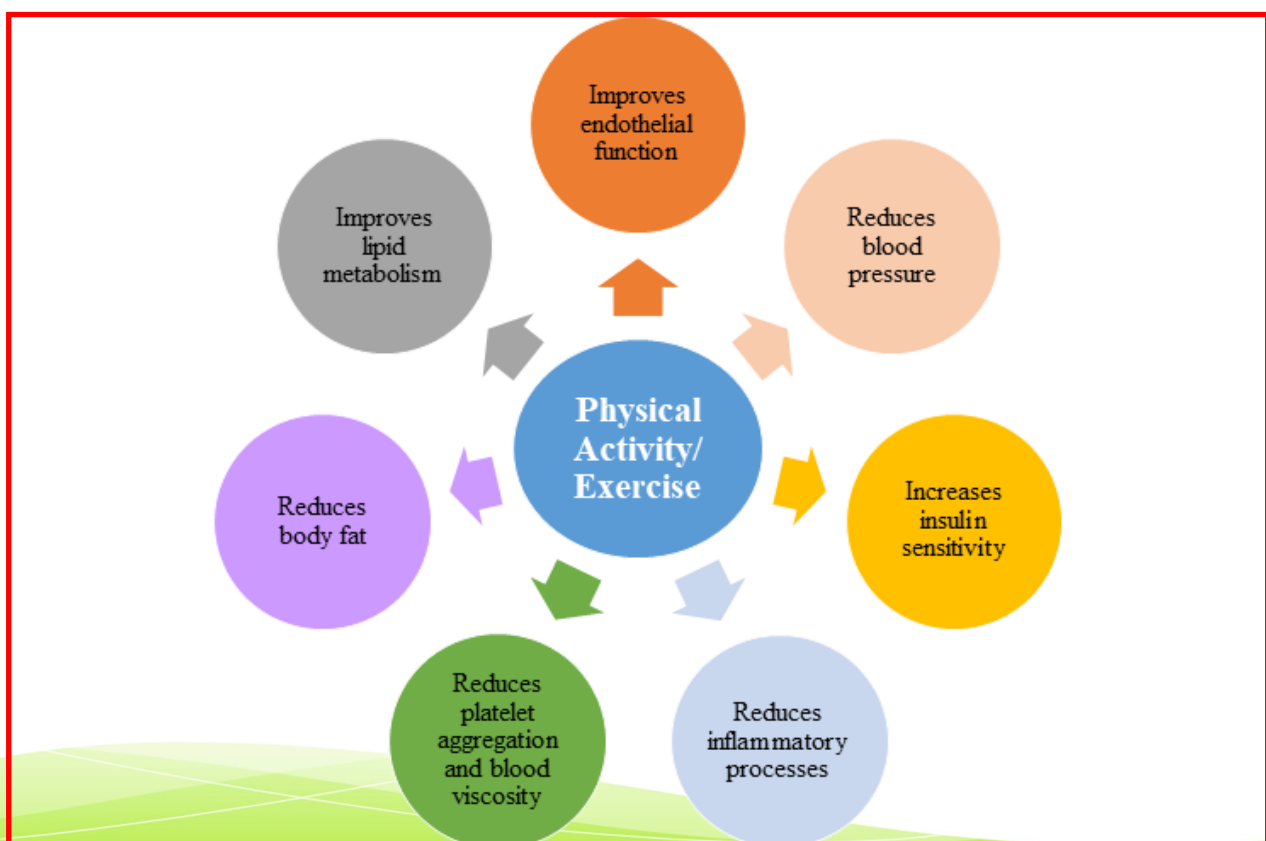 Improves
endothelial
function
Reduces
blood
pressure
Increases
insulin
sensitivity
Reduces
inflammatory
processes
Reduces
platelet
aggregation
and blood
viscosity
Reduces
body fat
Improves
lipid
metabolism
Physical
Activity/
Exercise